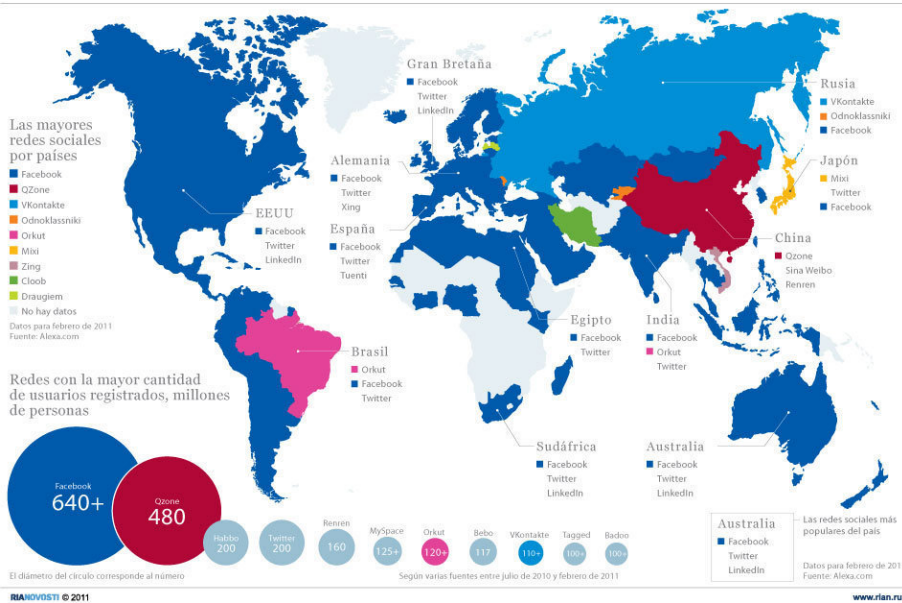 Gran Bretaña
Facebook
Twitter
LinkedIn
Rusia
VKontakte
Odnoklassniki
Facebook
Las mayores
redes sociales
por países
Facebook
QZone
VKontakte
Odnoklassniki
Orkut
Mixi
Zing
Cloob
Draugiem
No hay datos
Datos para febrero de 2011
Fuente: Alexa.com
Alemania
Facebook
Twitter
Xing
Japón
Mixi
Twitter
Facebook
EEUU
Facebook
Twitter
LinkedIn
España
Facebook
Twitter
Tuenti
China
Qzone
Sina Weibo
Renren
Egipto
Facebook
Twitter
India
Facebook
Orkut
Twitter
Brasil
Orkut
Facebook
Twitter
Redes con la mayor cantidad
de usuarios registrados, millones
de personas
Sudáfrica
Facebook
Twitter
LinkedIn
Australia
Facebook
Twitter
LinkedIn
Facebook
640+
Qzone
480
Habbo
200
Twitter
200
Renren
160
MySpace
125+
Orkut
120+
Bebo
117
VKontakte
110+
Tagged
100+
Badoo
100+
Australia
Facebook
Twitter
LinkedIn
Las redes sociales más
populares del país
El diámetro del círculo corresponde al número
Según varias fuentes entre julio de 2010 y febrero de 2011
Datos para febrero de 201
Fuente: Alexa.com
RIANOVOSTI © 2011
www.rian.ru